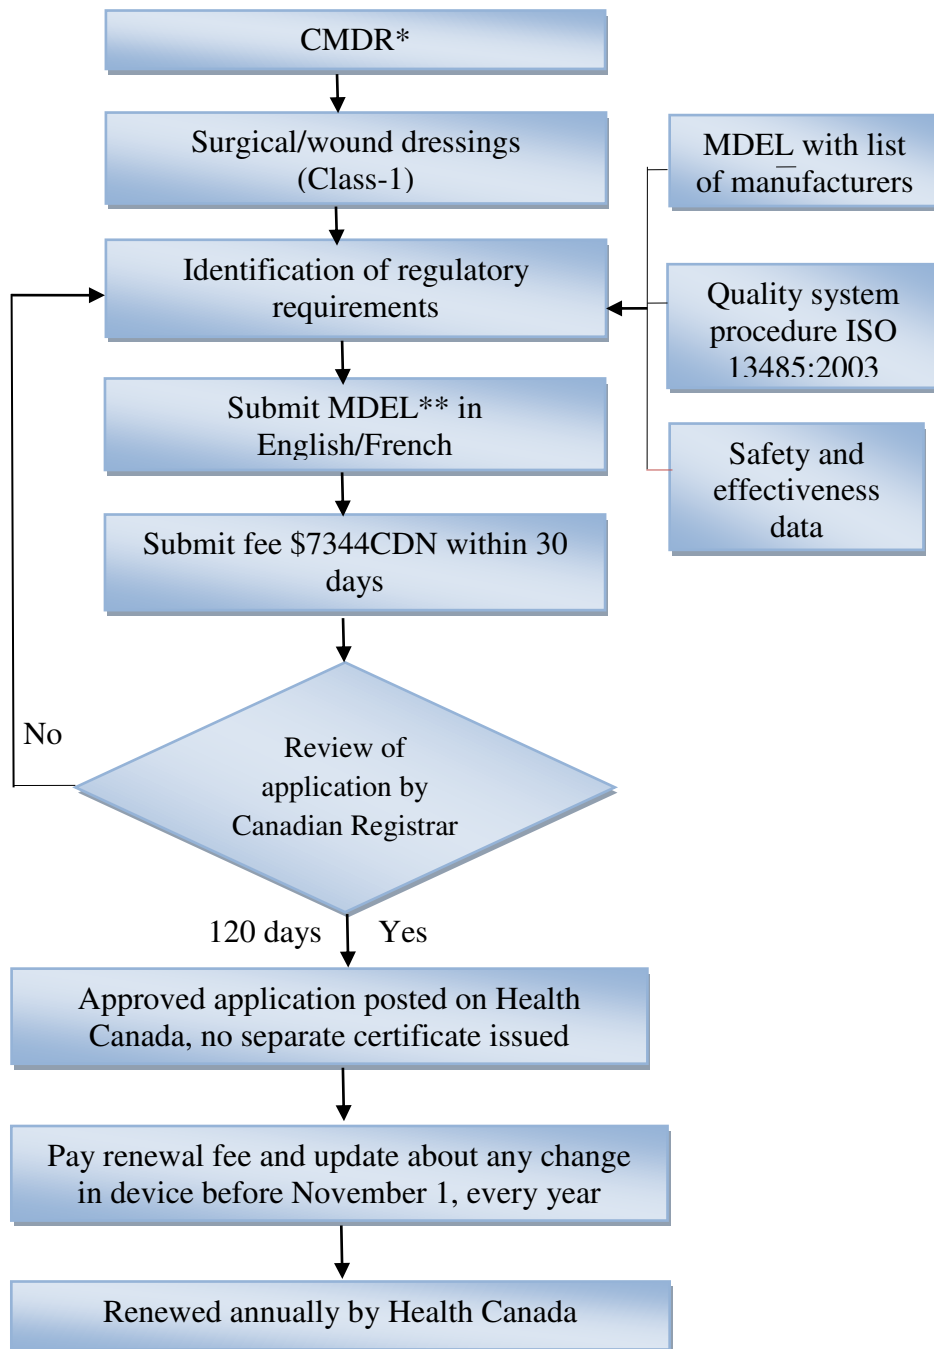 CMDR*
Surgical/wound dressings
(Class-1)
MDEL with list
of manufacturers
Identification of regulatory
requirements
Quality system
procedure ISO
13485:2003
Submit MDEL** in
English/French
Safety and
effectiveness
data
Submit fee $7344CDN within 30
days
No
Review of
application by
Canadian Registrar
120 days Yes
Approved application posted on Health
Canada, no separate certificate issued
Pay renewal fee and update about any change
in device before November 1, every year
Renewed annually by Health Canada